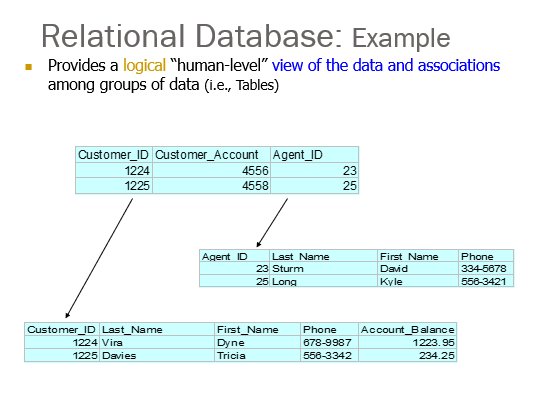 Relational Database: Example
Provides a logical “human-level” view of the data and associations
among groups of data (i.e., Tables)
Customer_ID Customer_Account Agent_ID
1224 4556 23
1225 4558 25
Agent_ID Last_Name First_Name Phone
23 Sturm David 334-5678
25 Long Kyle 556-3421
Customer_ID Last_Name First_Name Phone Account_Balance
1224 Vira Dyne 678-9987 1223.95
1225 Davies Tricia 556-3342 234.25